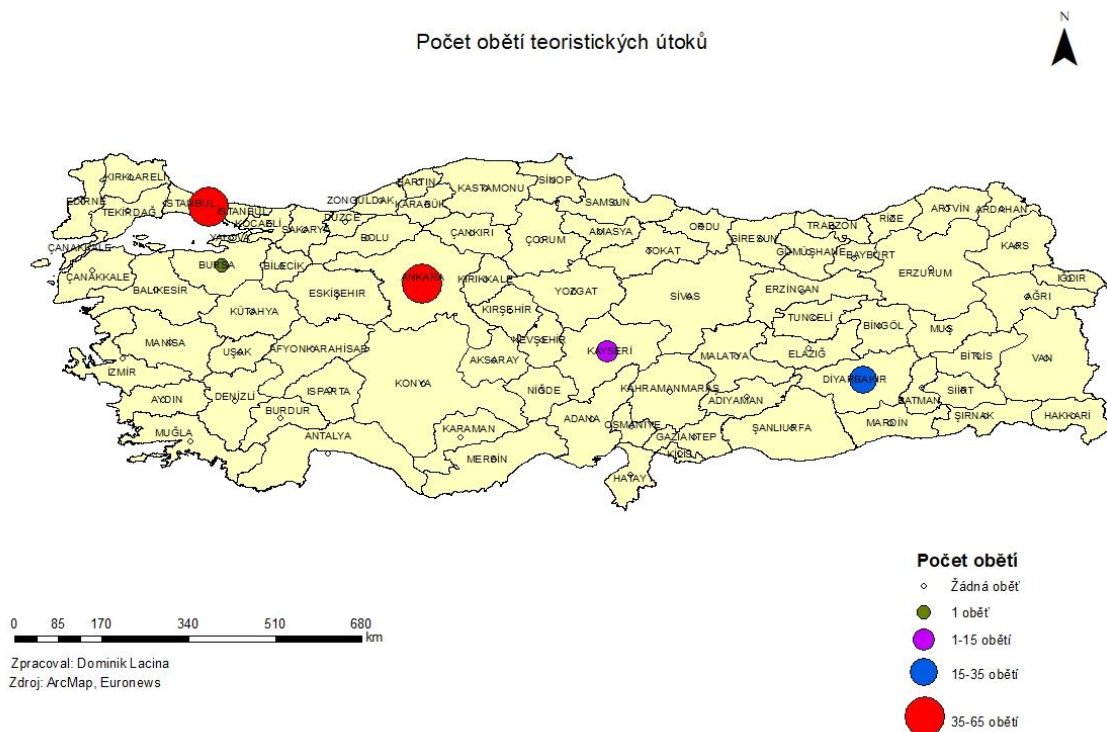 N
Počet obětí teoristických útoků
KIRKLARELİ
EDİRNE
TEKİRDAĞ
İSTANBUL
İSTANBUL
KOCAELİ
YALOVA
SAKARYA
DÜZCE
ZONGULDAK
BARTIN
KARABÜK
KASTAMONU
SİNOP
SAMSUN
BOLU
ÇANKIRI
ÇORUM
AMASYA
TOKAT
ORDU
GİRESUN
TRABZON
RİZE
ARTVİN
ARDAHAN
GÜMÜŞHANE
BAYBURT
KARS
ERZURUM
IĞDIR
AĞRI
ÇANAKKALE
ÇANAKKALE
BURSA
BİLECİK
BALIKESİR
ESKİŞEHİR
ANKARA
KIRIKKALE
YOZGAT
SİVAS
ERZİNCAN
KÜTAHYA
KIRŞEHİR
TUNCELİ
BİNGÖL
MUŞ
MANİSA
UŞAK
AFYONKARAHİSAR
NEVŞEHİR
KAYSERİ
AKSARAY
MALATYA
ELAZIĞ
BİTLİS
VAN
İZMİR
KONYA
DİYARBAKIR
AYDIN
DENİZLİ
ISPARTA
NİĞDE
KAHRAMANMARAŞ
ADIYAMAN
BATMAN
SİİRT
BURDUR
ADANA
OSMANİYE
ŞANLIURFA
MARDİN
ŞIRNAK
HAKKARİ
MUĞLA
ANTALYA
KARAMAN
GAZİANTEP
KİLİS
MERSİN
HATAY
Počet obětí
Žádná oběť
1 oběť
1-15 obětí
15-35 obětí
35-65 obětí
0 85 170 340 510 680
km
Zpracoval: Dominik Lacina
Zdroj: ArcMap, Euronews